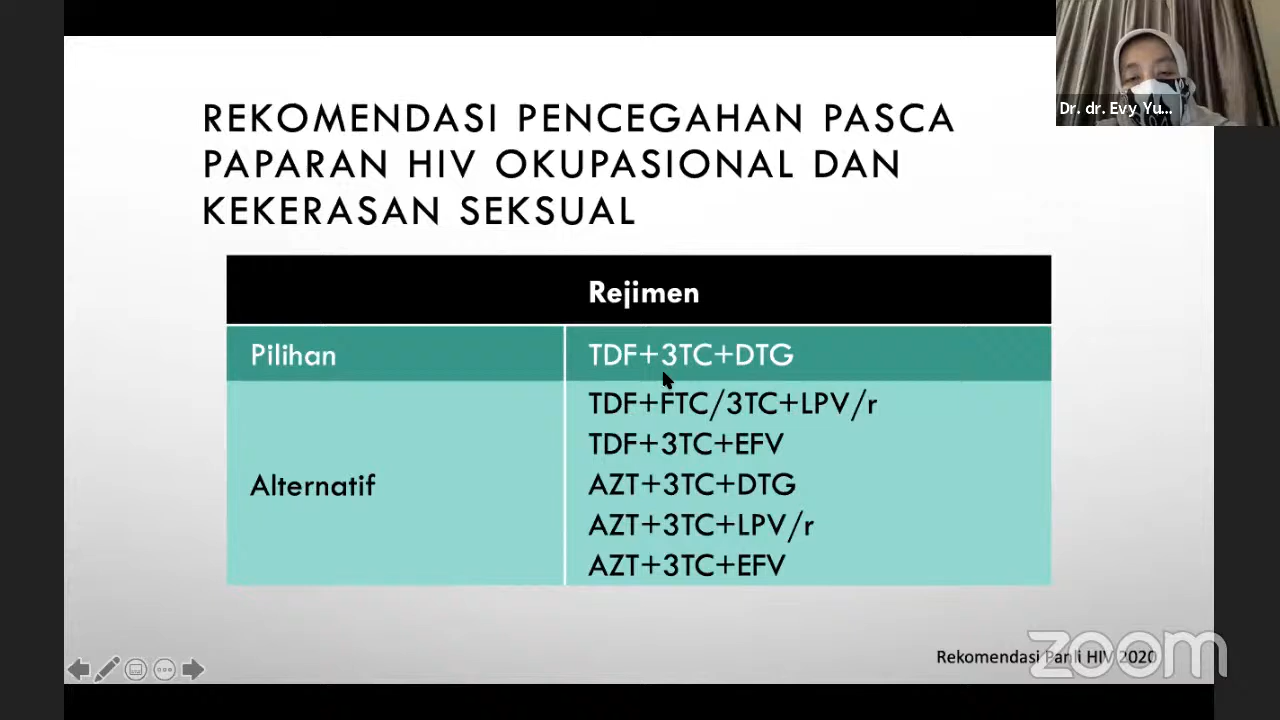 REKOMENDASI PENCEGAHAN PASCA
PAPARAN HIV OKUPASIONAL DAN
KEKERASAN SEKSUAL
Rejimen
Pilihan
TDF+3TC+DTG
TDF+FTC/3TC+LPV/r
TDF+3TC+EFV
Alternatif
AZT+3TC+DTG
AZT+3TC+LPV/r
AZT+3TC+EFV
Rekomendasi Panli HIV 2020
zoom
Dr. dr. Evy Yu...